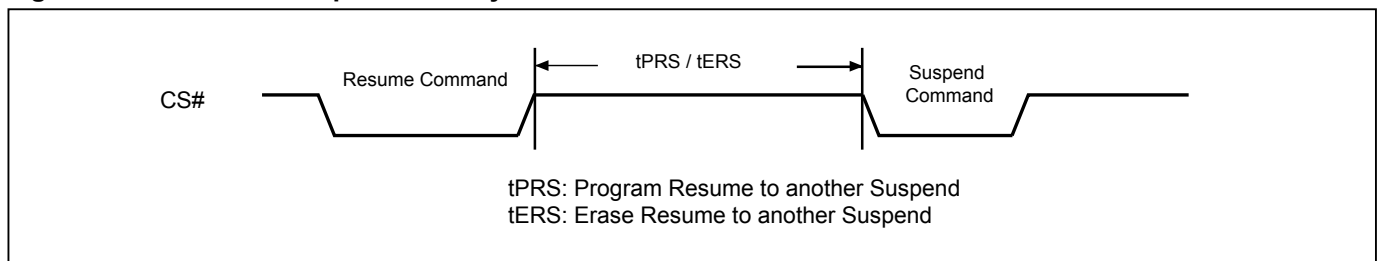 Resume Command
tPRS / tERS
Suspend
Command
CS#
tPRS: Program Resume to another Suspend
tERS: Erase Resume to another Suspend